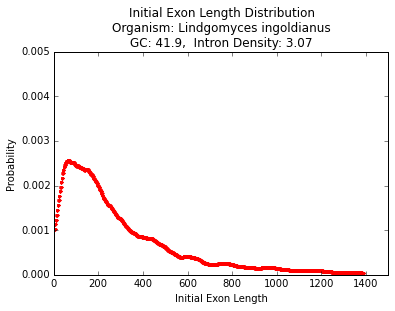 Initial Exon Length Distribution
Organism: Lindgomyces ingoldianus
GC: 41.9,  Intron Density: 3.07
0.005
0.004
0.003
0.002
0.001
0.000
Probability
0 200 400 600 800 1000 1200 1400
Initial Exon Length